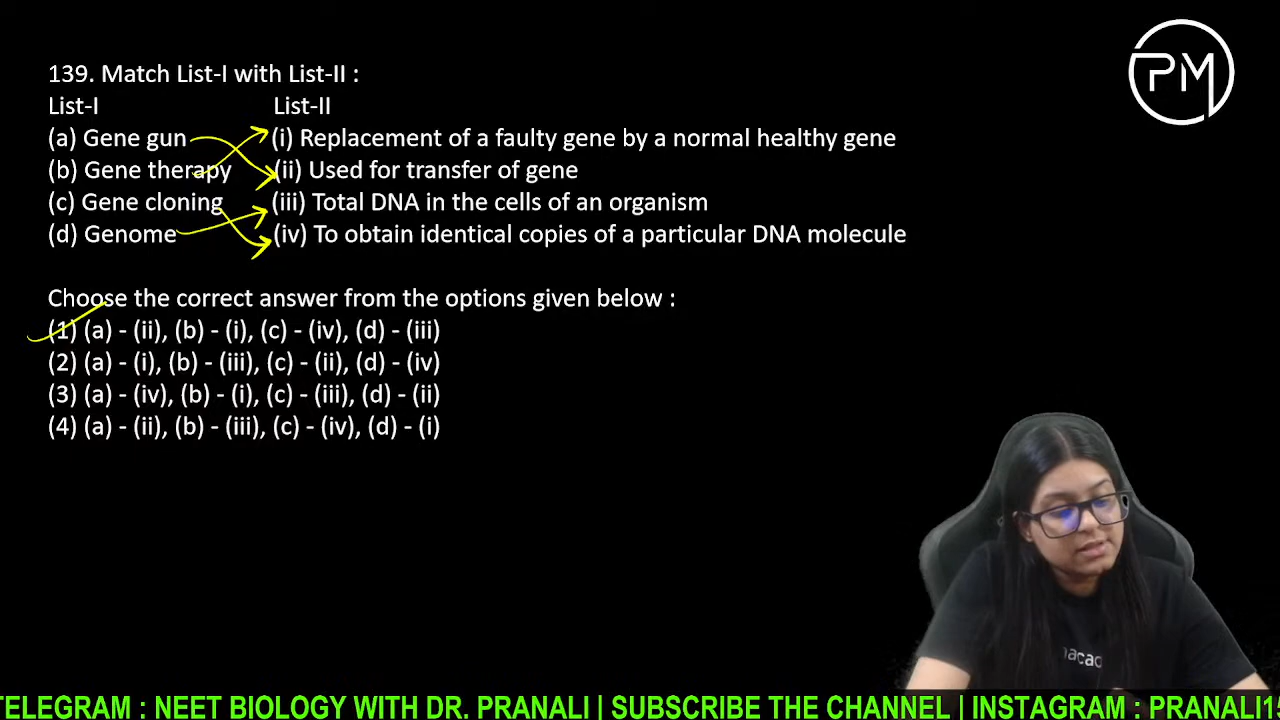 PM
139. Match List-I with List-II :
List-I List-II
(a) Gene gun (i) Replacement of a faulty gene by a normal healthy gene
(b) Gene therapy (ii) Used for transfer of gene
(c) Gene cloning (iii) Total DNA in the cells of an organism
(d) Genome (iv) To obtain identical copies of a particular DNA molecule
Choose the correct answer from the options given below :
(1) (a) - (ii), (b) - (i), (c) - (iv), (d) - (iii)
(2) (a) - (i), (b) - (iii), (c) - (ii), (d) - (iv)
(3) (a) - (iv), (b) - (i), (c) - (iii), (d) - (ii)
(4) (a) - (ii), (b) - (iii), (c) - (iv), (d) - (i)
TELEGRAM : NEET BIOLOGY WITH DR. PRANALI | SUBSCRIBE THE CHANNEL | INSTAGRAM : PRANALI1